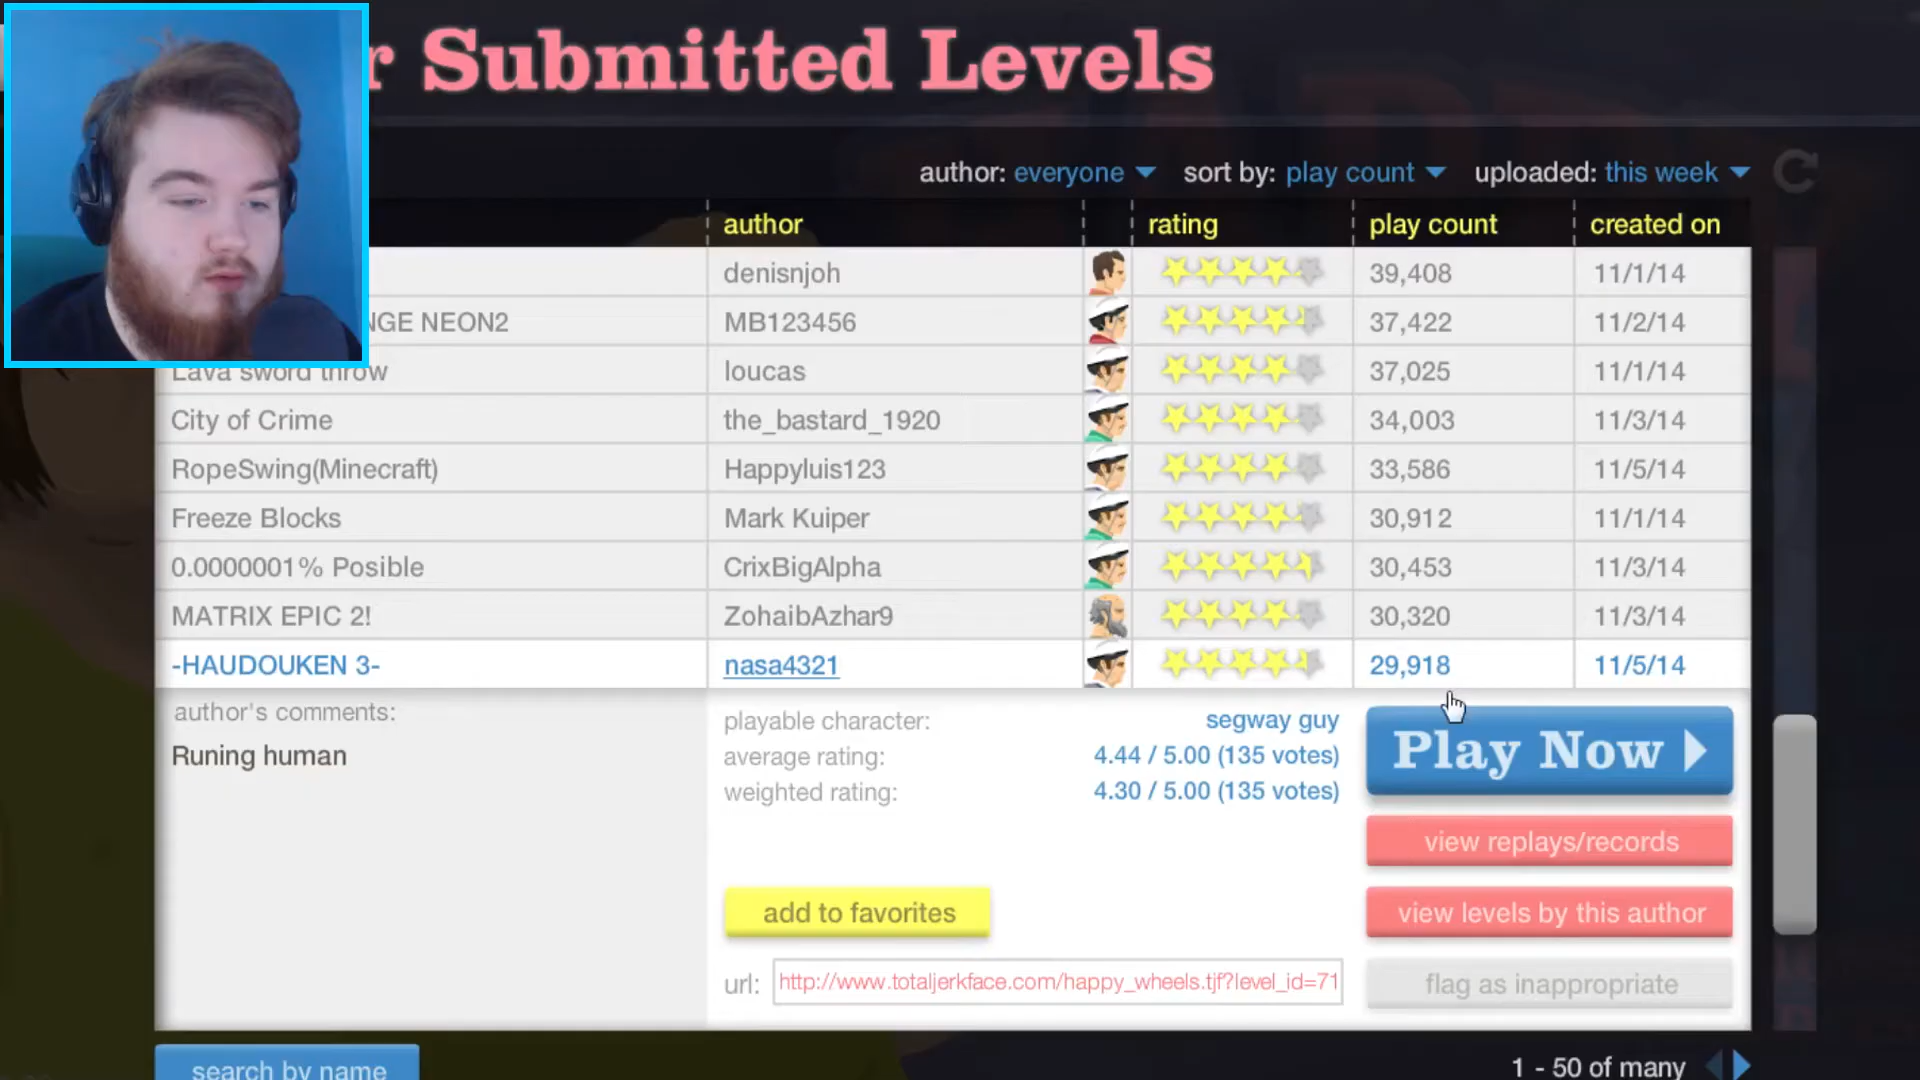 r Submitted Levels
author: everyone sort by: play count uploaded: this week
author rating play count created on
denisnjoh 39,408 11/1/14
NGE NEON2 MB123456 37,422 11/2/14
Lava sword throw loucas 37,025 11/1/14
City of Crime the_bastard_1920 34,003 11/3/14
RopeSwing(Minecraft) Happyluis123 33,586 11/5/14
Freeze Blocks Mark Kuiper 30,912 11/1/14
0.0000001% Posible CrixBigAlpha 30,453 11/3/14
MATRIX EPIC 2! ZohaibAzhar9 30,320 11/3/14
-HAUDOUKEN 3- nasa4321 29,918 11/5/14
author's comments:
Runing human
playable character: segway guy
average rating: 4.44 / 5.00 (135 votes)
weighted rating: 4.30 / 5.00 (135 votes)
Play Now
view replays/records
add to favorites
view levels by this author
url: http://www.totaljerkface.com/happy_wheels.tjf?level_id=71
flag as inappropriate
search by name
1 - 50 of many